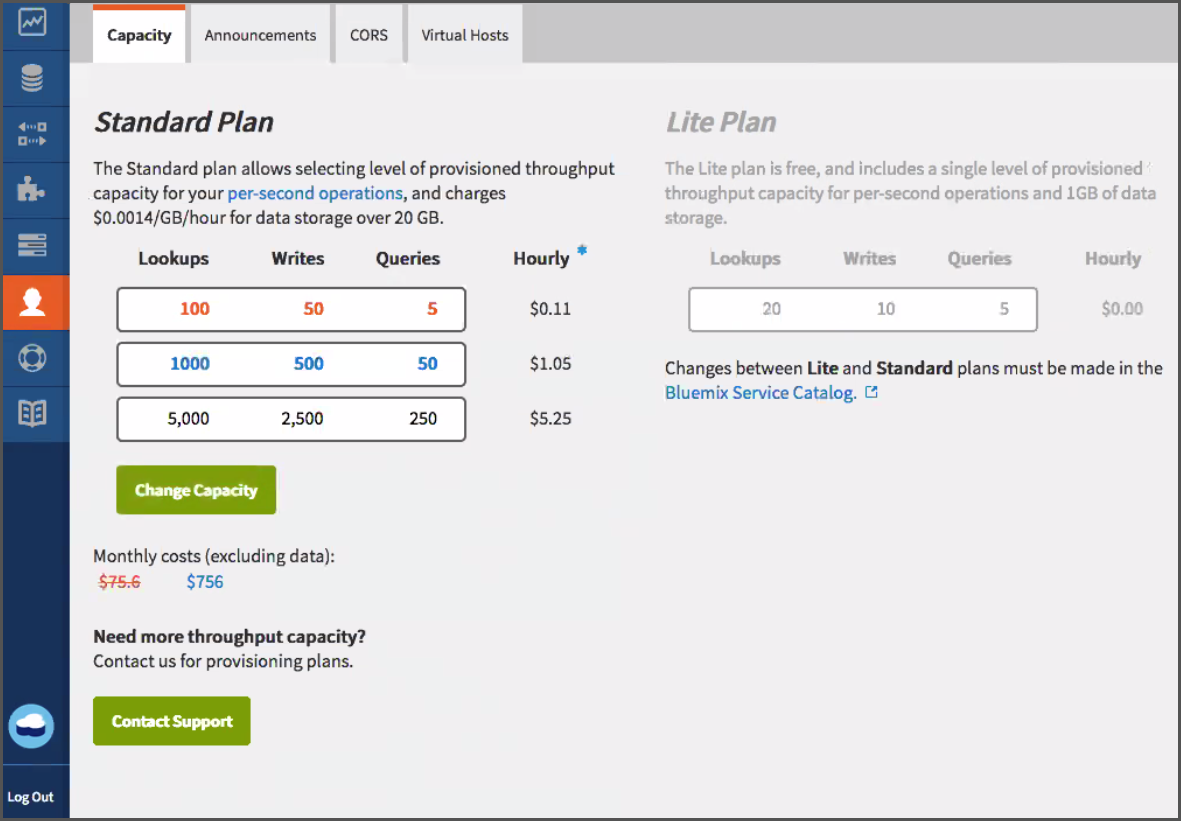 Capacity
Announcements
CORS
Virtual Hosts
Standard Plan
The Standard plan allows selecting level of provisioned throughput
capacity for your per-second operations, and charges
$0.0014/GB/hour for data storage over 20 GB.
Lookups Writes Queries Hourly *
100 50 5 $0.11
1000 500 50 $1.05
5,000 2,500 250 $5.25
Change Capacity
Monthly costs (excluding data):
$75.6 $756
Need more throughput capacity?
Contact us for provisioning plans.
Contact Support
Lite Plan
The Lite plan is free, and includes a single level of provisioned
throughput capacity for per-second operations and 1GB of data
storage.
Lookups Writes Queries Hourly
20 10 5 $0.00
Changes between Lite and Standard plans must be made in the
Bluemix Service Catalog.
Log Out